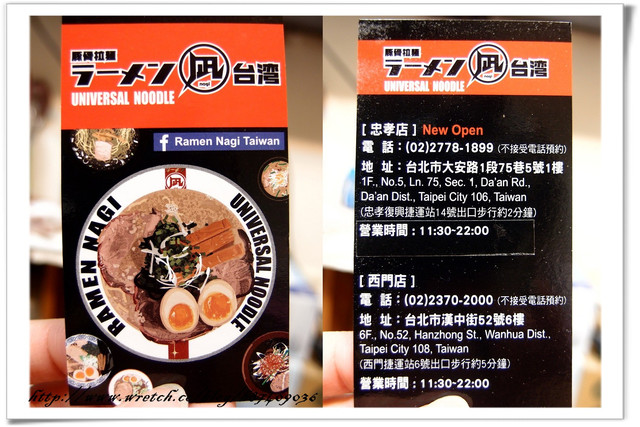 豚骨拉麵
ラーメン 凪 台湾
nagi
UNIVERSAL NOODLE
f Ramen Nagi Taiwan
凪
RAMEN NAGI
UNIVERSAL NOODLE
豚骨拉麵
ラーメン 凪 台湾
nagi
UNIVERSAL NOODLE
[ 忠孝店 ] New Open
電 話：(02)2778-1899 (不接受電話預約)
地 址：台北市大安路1段75巷5號1樓
1F., No.5, Ln. 75, Sec. 1, Da'an Rd.,
Da'an Dist., Taipei City 106, Taiwan
(忠孝復興捷運站14號出口步行約2分鐘)
營業時間：11:30-22:00
[ 西門店 ]
電 話：(02)2370-2000 (不接受電話預約)
地 址：台北市漢中街52號6樓
6F., No.52, Hanzhong St., Wanhua Dist.,
Taipei City 108, Taiwan
(西門捷運站6號出口步行約5分鐘)
營業時間：11:30-22:00